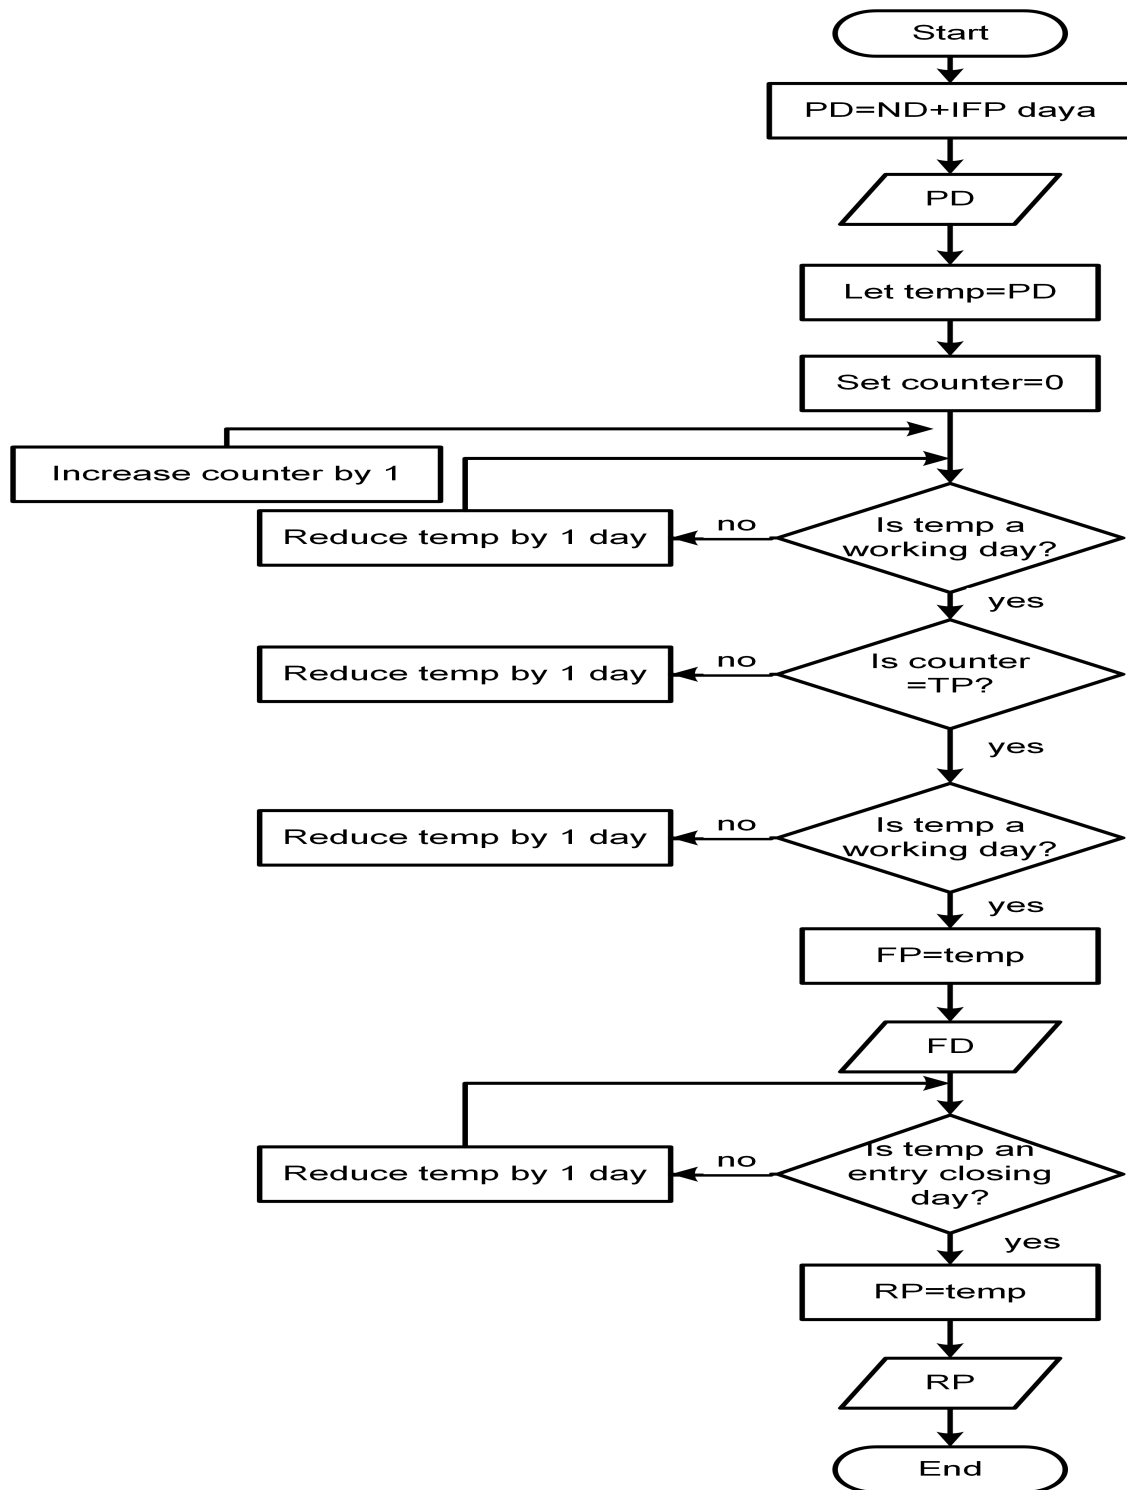 Start
PD=ND+IFP daya
PD
Let temp=PD
Set counter=0
Increase counter by 1
Reduce temp by 1 day
no
Is temp a
working day?
yes
Reduce temp by 1 day
no
Is counter
=TP?
yes
Reduce temp by 1 day
no
Is temp a
working day?
yes
FP=temp
FD
Reduce temp by 1 day
no
Is temp an
entry closing
day?
yes
RP=temp
RP
End